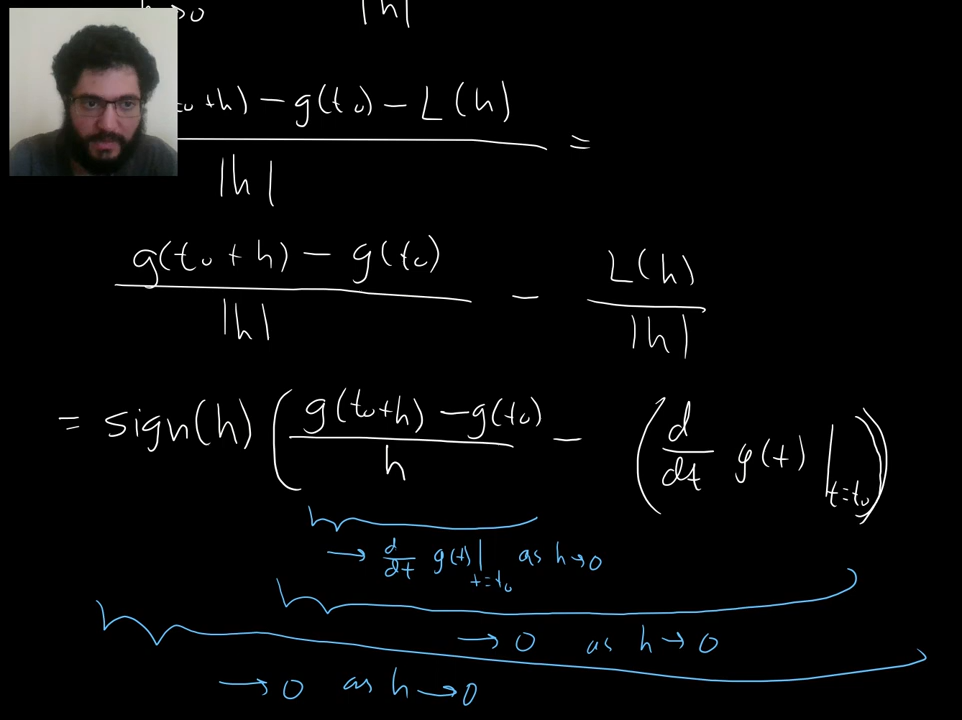 h→0 |h|
t₀+h) − g(t₀) − L(h)
=
|h|
g(t₀+h) − g(t₀) − L(h)
|h| |h|
= sign(h) ( g(t₀+h) − g(t₀) / h − ( d/dt g(t) |t=t₀ ) )
→ d/dt g(t)|t=t₀ as h→0
→ 0 as h→0
→ 0 as h→0